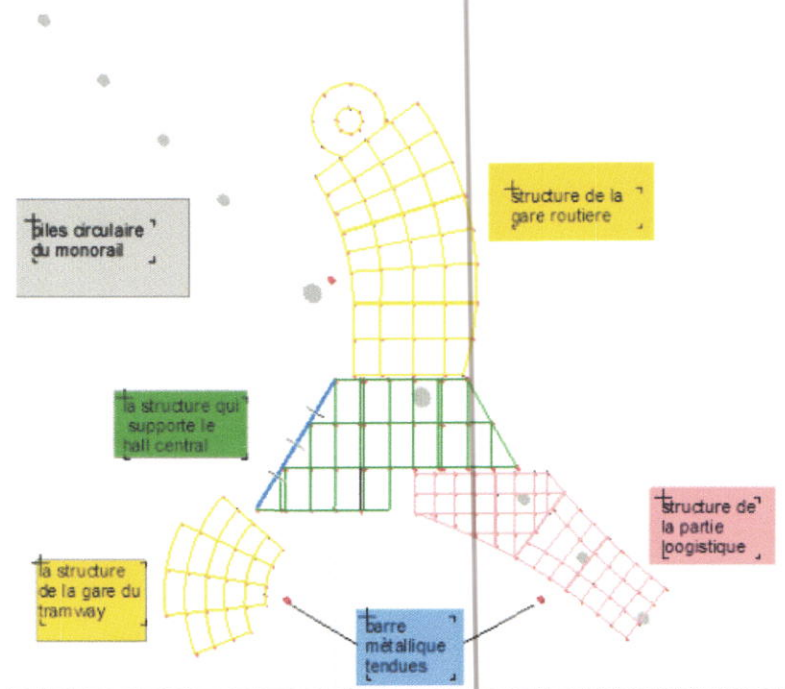 structure de la
gare routiere
piles circulaire
du monorail
la structure qui
supporte le
hall central
structure de
la partie
loogistique
la structure
de la gare du
tramway
barre
métallique
tendues